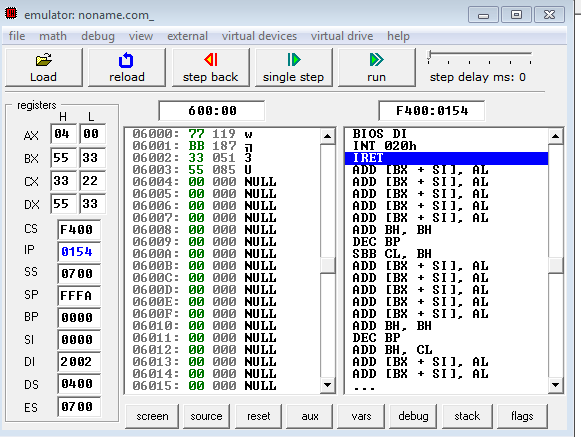 emulator: noname.com_
file math debug view external virtual devices virtual drive help
Load reload step back single step run step delay ms: 0
registers
H L
600:00
F400:0154
AX 04 00
BX 55 33
CX 33 22
DX 55 33
CS F400
IP 0154
SS 0700
SP FFFA
BP 0000
SI 0000
DI 2002
DS 0400
ES 0700
06000: 77 119 w
06001: BB 187
06002: 33 051 3
06003: 55 085 U
06004: 00 000 NULL
06005: 00 000 NULL
06006: 00 000 NULL
06007: 00 000 NULL
06008: 00 000 NULL
06009: 00 000 NULL
0600A: 00 000 NULL
0600B: 00 000 NULL
0600C: 00 000 NULL
0600D: 00 000 NULL
0600E: 00 000 NULL
0600F: 00 000 NULL
06010: 00 000 NULL
06011: 00 000 NULL
06012: 00 000 NULL
06013: 00 000 NULL
06014: 00 000 NULL
06015: 00 000 NULL
BIOS DI
INT 020h
IRET
ADD [BX + SI], AL
ADD [BX + SI], AL
ADD [BX + SI], AL
ADD [BX + SI], AL
ADD [BX + SI], AL
ADD BH, BH
DEC BP
SBB CL, BH
ADD [BX + SI], AL
ADD [BX + SI], AL
ADD [BX + SI], AL
ADD [BX + SI], AL
ADD [BX + SI], AL
ADD BH, BH
DEC BP
ADD BH, CL
ADD [BX + SI], AL
ADD [BX + SI], AL
...
screen source reset aux vars debug stack flags